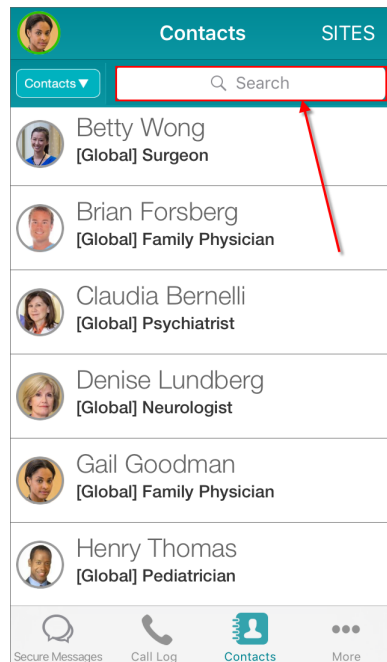 Contacts
SITES
Contacts▼
Search
Betty Wong
[Global] Surgeon
Brian Forsberg
[Global] Family Physician
Claudia Bernelli
[Global] Psychiatrist
Denise Lundberg
[Global] Neurologist
Gail Goodman
[Global] Family Physician
Henry Thomas
[Global] Pediatrician
Secure Messages
Call Log
Contacts
More